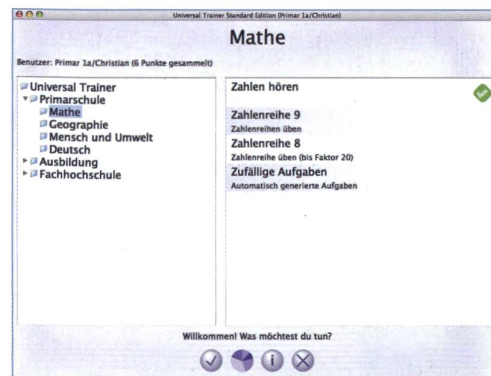 Universal Trainer Standard Edition (Primar 1a/Christian)
Mathe
Benutzer: Primar 1a/Christian (6 Punkte gesammelt)
Universal Trainer
Primarschule
Mathe
Geographie
Mensch und Umwelt
Deutsch
Ausbildung
Fachhochschule
Zahlen hören
Zahlenreihe 9
Zahlenreihen üben
Zahlenreihe 8
Zahlenreihe üben (bis Faktor 20)
Zufällige Aufgaben
Automatisch generierte Aufgaben
Willkommen! Was möchtest du tun?